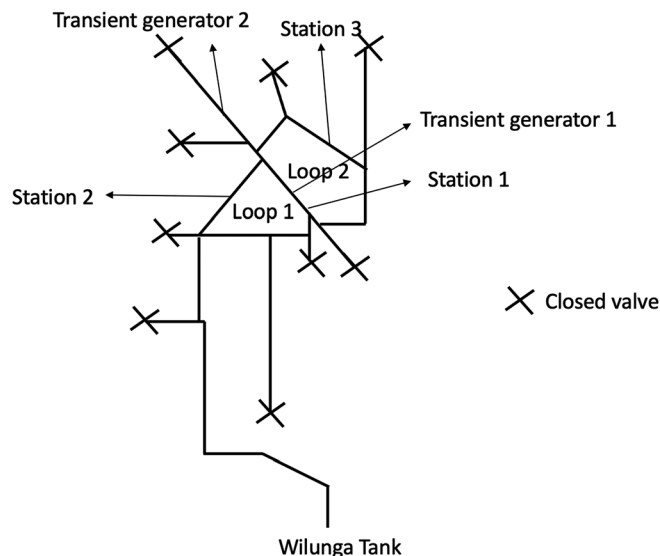 Transient generator 2
Station 3
Transient generator 1
Loop 2
Station 1
Station 2
Loop 1
Closed valve
Wilunga Tank